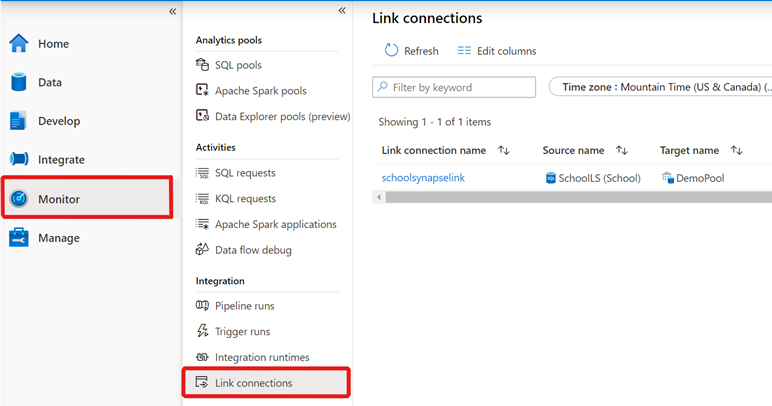 Home
Data
Develop
Integrate
Monitor
Manage
Analytics pools
SQL pools
Apache Spark pools
Data Explorer pools (preview)
Activities
SQL requests
KQL requests
Apache Spark applications
Data flow debug
Integration
Pipeline runs
Trigger runs
Integration runtimes
Link connections
Link connections
Refresh Edit columns
Filter by keyword Time zone : Mountain Time (US & Canada) (...
Showing 1 - 1 of 1 items
Link connection name Source name Target name
schoolsynapselink SchoolLS (School) DemoPool